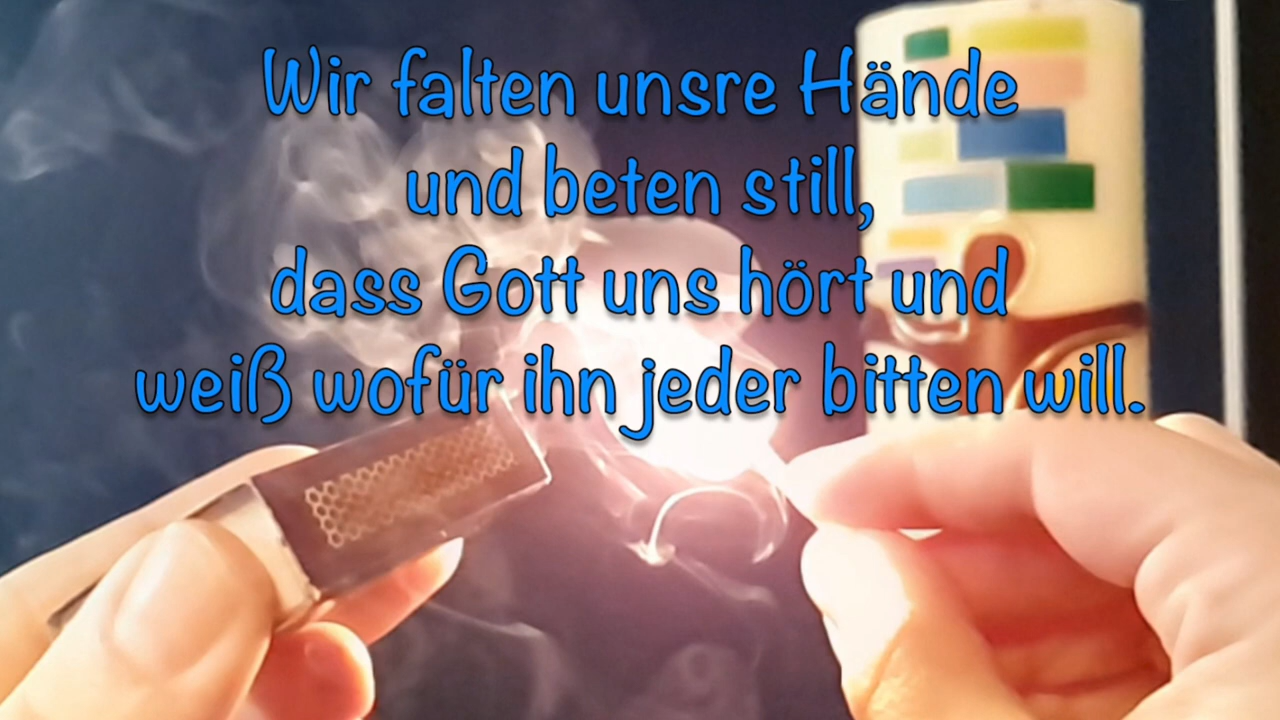 Wir falten unsre Hände
und beten still,
dass Gott uns hört und
weiß wofür ihn jeder bitten will.